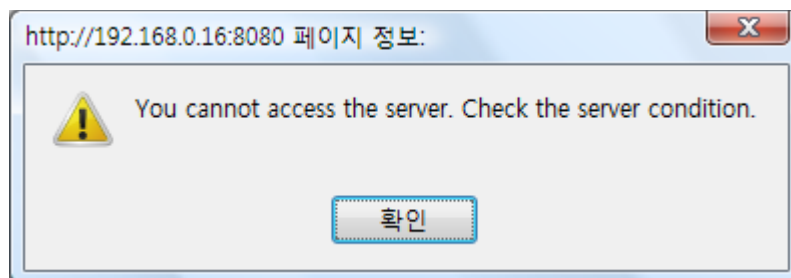 http://192.168.0.16:8080 페이지 정보:
You cannot access the server. Check the server condition.
확인